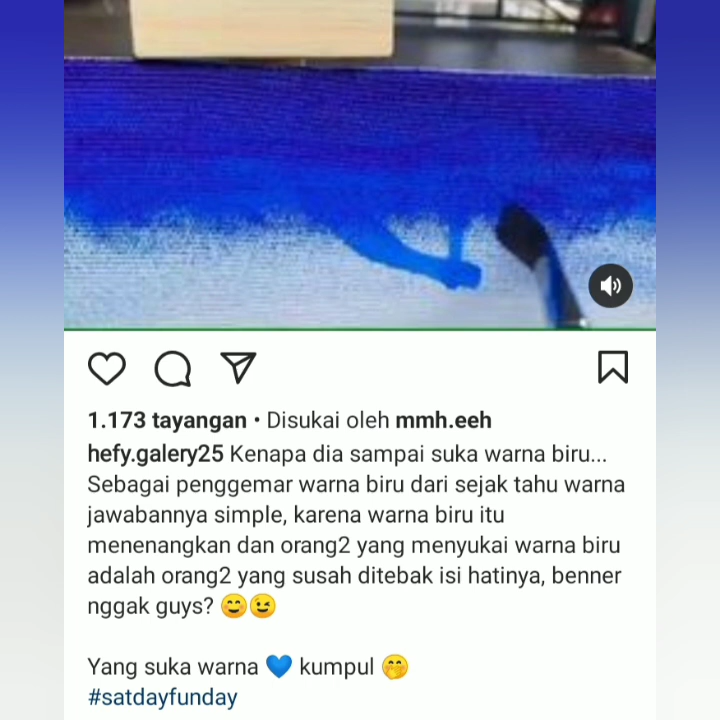 1.173 tayangan • Disukai oleh mmh.eeh
hefy.galery25 Kenapa dia sampai suka warna biru...
Sebagai penggemar warna biru dari sejak tahu warna
jawabannya simple, karena warna biru itu
menenangkan dan orang2 yang menyukai warna biru
adalah orang2 yang susah ditebak isi hatinya, benner
nggak guys? 😊😉
Yang suka warna 💙 kumpul 🤭
#satdayfunday